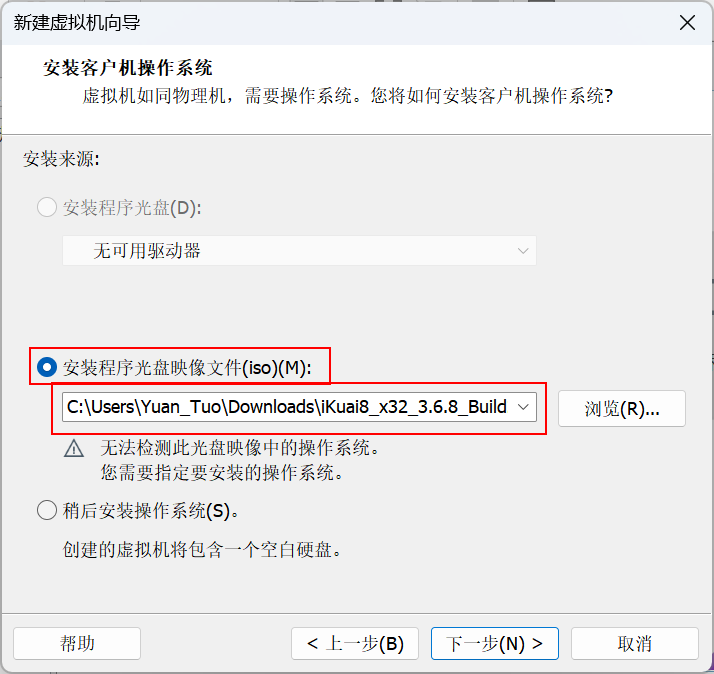 新建虚拟机向导
安装客户机操作系统
虚拟机如同物理机，需要操作系统。您将如何安装客户机操作系统?
安装来源:
安装程序光盘(D):
无可用驱动器
安装程序光盘映像文件(iso)(M):
C:\Users\Yuan_Tuo\Downloads\iKuai8_x32_3.6.8_Build
浏览(R)...
无法检测此光盘映像中的操作系统。
您需要指定要安装的操作系统。
稍后安装操作系统(S)。
创建的虚拟机将包含一个空白硬盘。
帮助
< 上一步(B)
下一步(N) >
取消